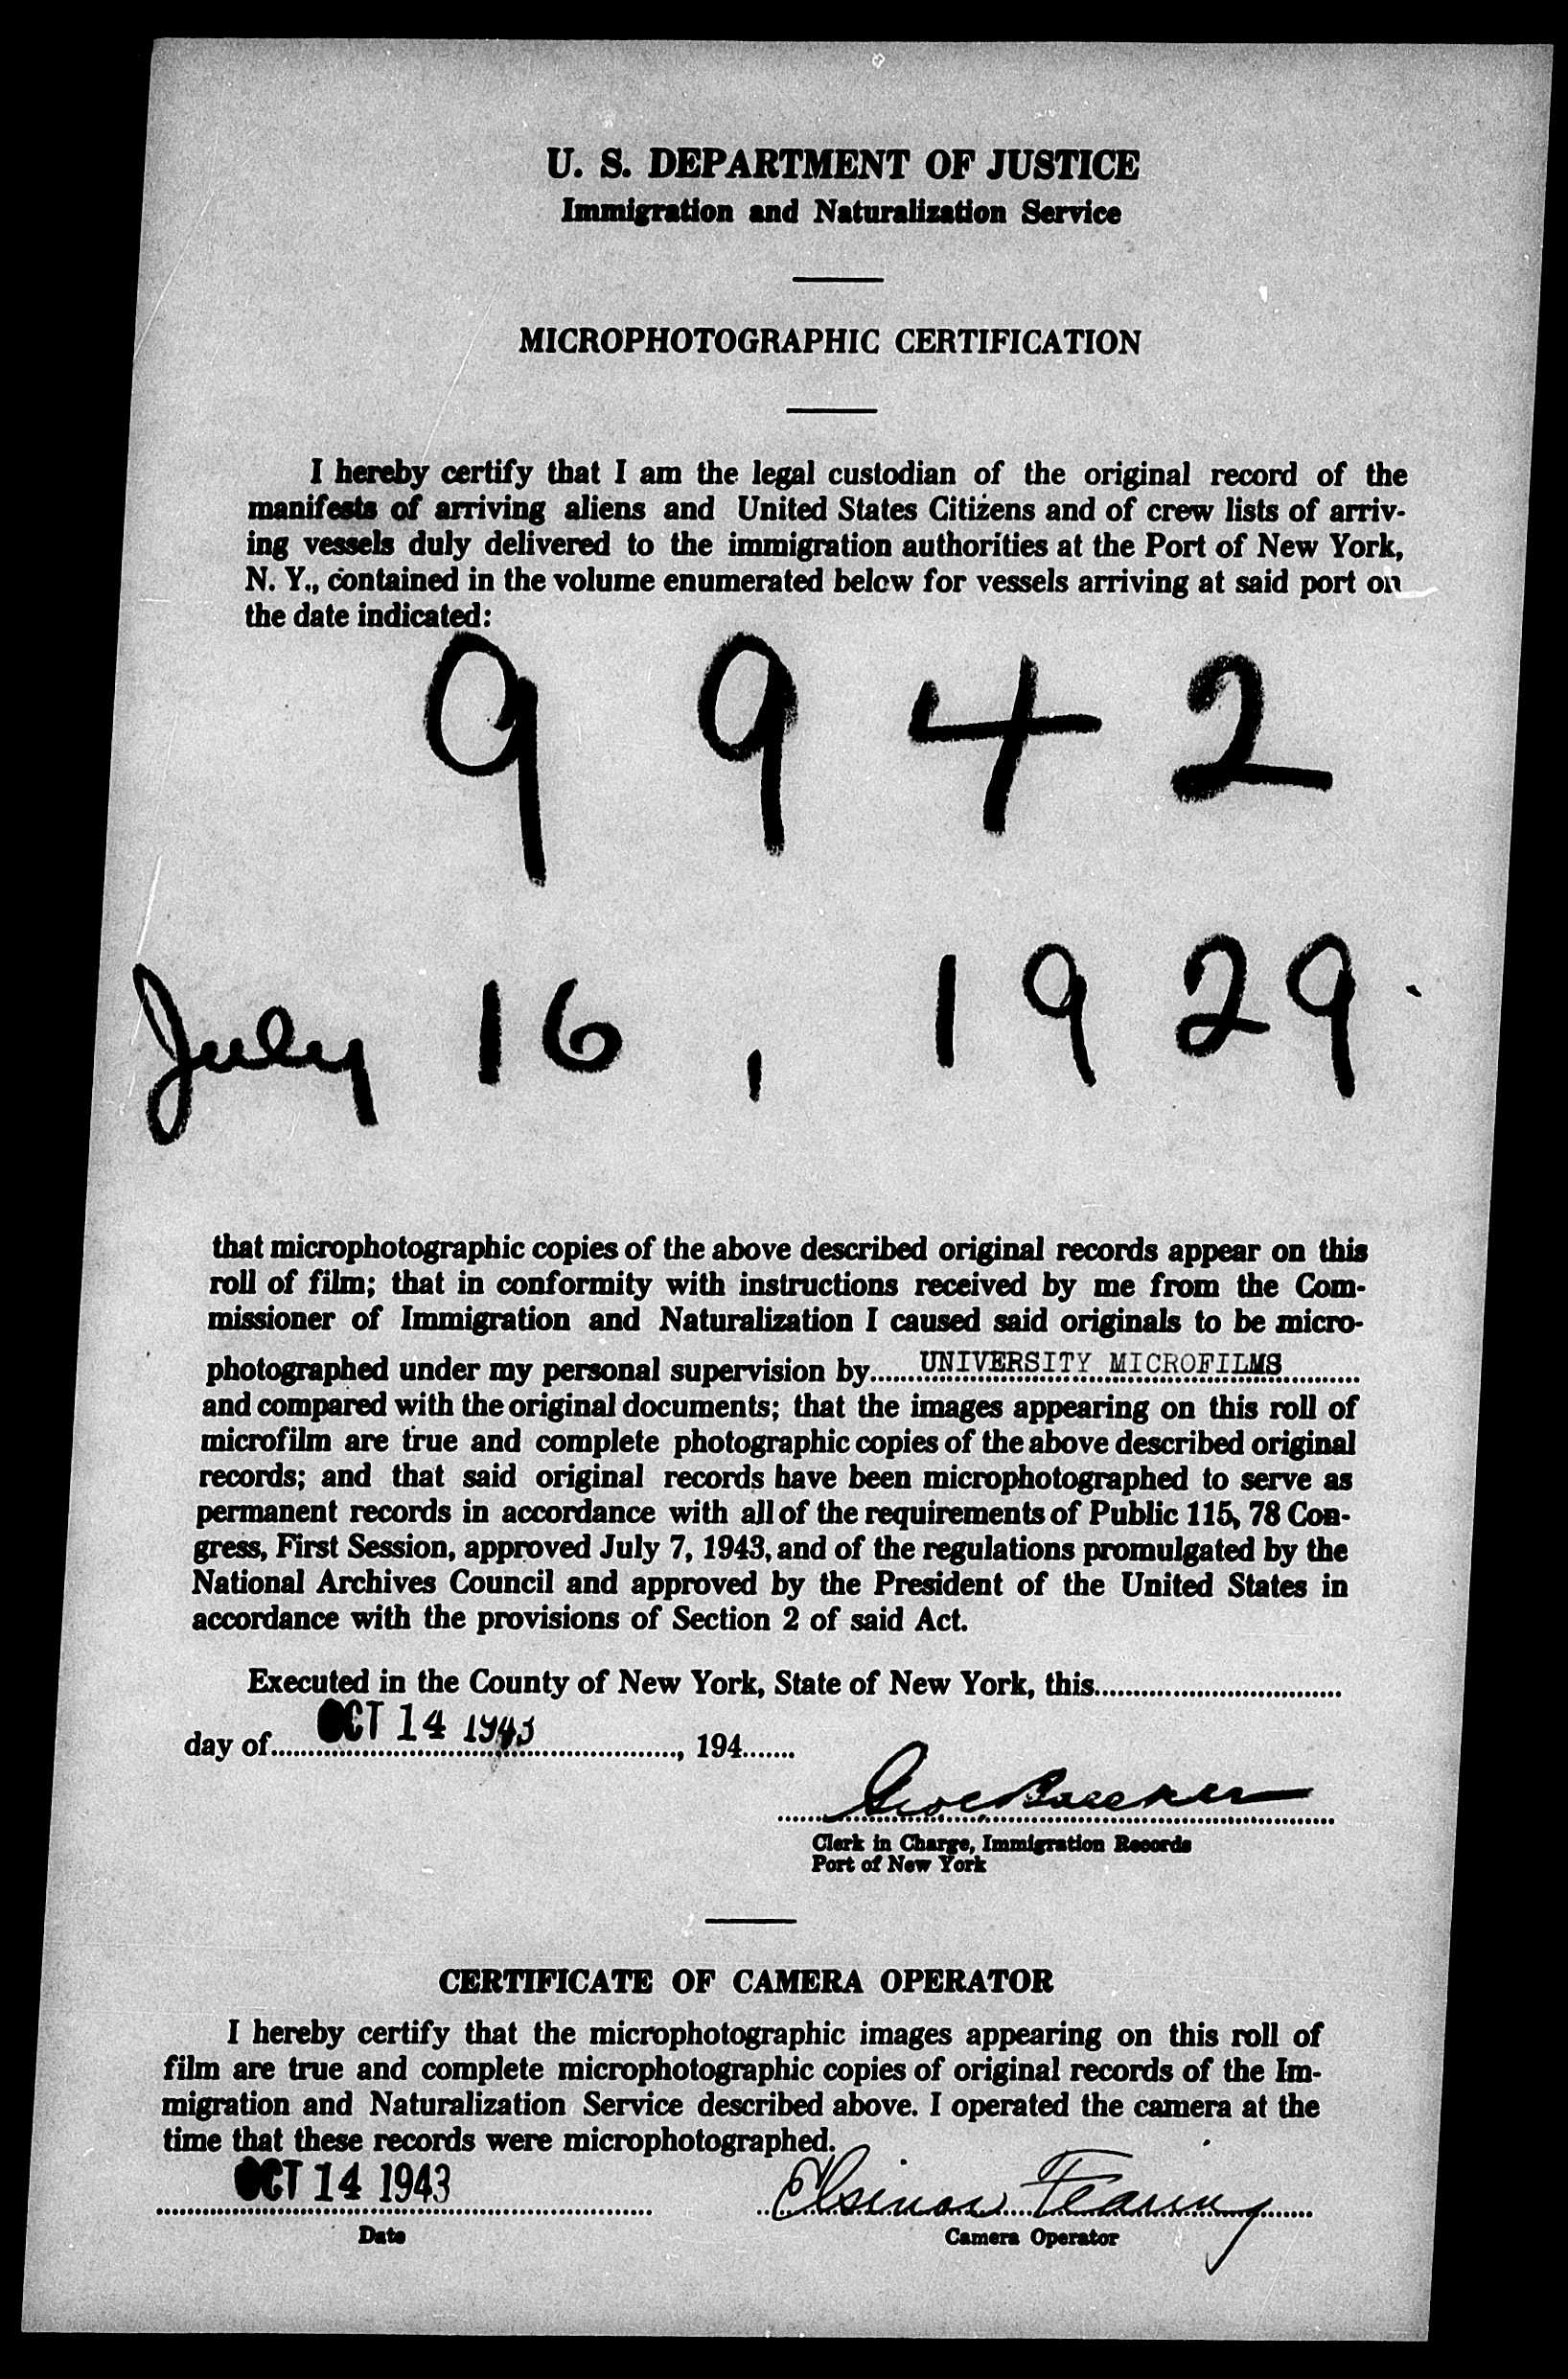 U. S. DEPARTMENT OF JUSTICE
Immigration and Naturalization Service
MICROPHOTOGRAPHIC CERTIFICATION
I hereby certify that I am the legal custodian of the original record of the
manifests of arriving aliens and United States Citizens and of crew lists of arriv-
ing vessels duly delivered to the immigration authorities at the Port of New York,
N. Y., contained in the volume enumerated below for vessels arriving at said port on
the date indicated:
9942
July 16, 1929.
that microphotographic copies of the above described original records appear on this
roll of film; that in conformity with instructions received by me from the Com-
missioner of Immigration and Naturalization I caused said originals to be micro-
photographed under my personal supervision by UNIVERSITY MICROFILMS
and compared with the original documents; that the images appearing on this roll of
microfilm are true and complete photographic copies of the above described original
records; and that said original records have been microphotographed to serve as
permanent records in accordance with all of the requirements of Public 115, 78 Con-
gress, First Session, approved July 7, 1943, and of the regulations promulgated by the
National Archives Council and approved by the President of the United States in
accordance with the provisions of Section 2 of said Act.
Executed in the County of New York, State of New York, this
day of OCT 14 1943, 194
Clerk in Charge, Immigration Records
Port of New York
CERTIFICATE OF CAMERA OPERATOR
I hereby certify that the microphotographic images appearing on this roll of
film are true and complete microphotographic copies of original records of the Im-
migration and Naturalization Service described above. I operated the camera at the
time that these records were microphotographed.
OCT 14 1943
Date
Camera Operator